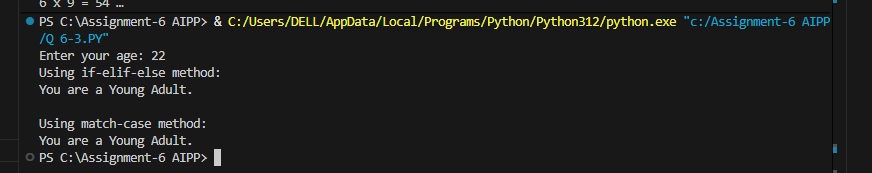 6 x 9 = 54 …
PS C:\Assignment-6 AIPP> & C:/Users/DELL/AppData/Local/Programs/Python/Python312/python.exe "c:/Assignment-6 AIPP
/Q 6-3.PY"
Enter your age: 22
Using if-elif-else method:
You are a Young Adult.
Using match-case method:
You are a Young Adult.
PS C:\Assignment-6 AIPP>